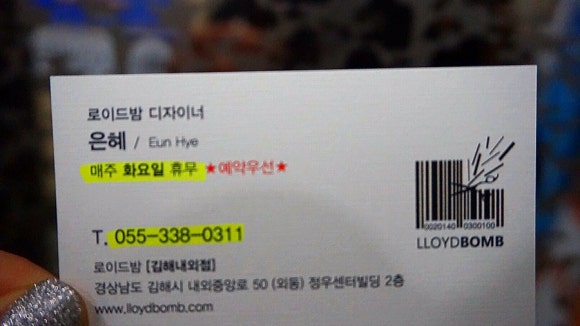 로이드밤 디자이너
은혜 / Eun Hye
매주 화요일 휴무 ★예약우선★
T. 055-338-0311
로이드밤 [김해내외점]
경상남도 김해시 내외중앙로 50 (외동) 정우센터빌딩 2층
www.lloydbomb.com
0020140 0300100
LLOYDBOMB